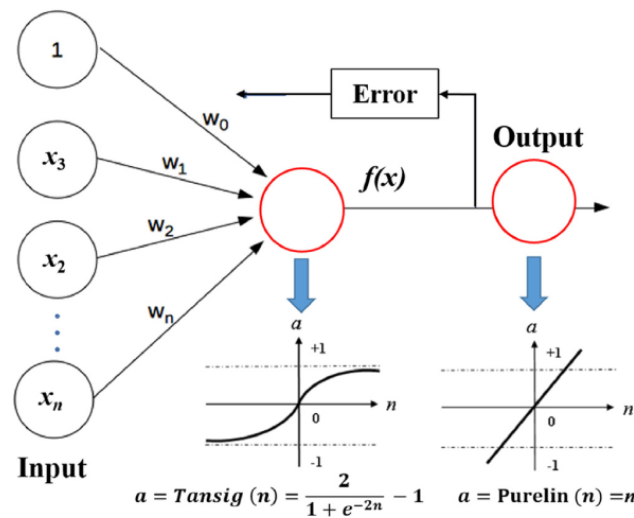 1
w₀
Error
Output
x₃
w₁
f(x)
w₂
x₂
wₙ
xₙ
Input
a
+1
n
0
-1
a
+1
n
0
-1
a = Tansig (n) = 2 / (1 + e⁻²ⁿ) − 1
a = Purelin (n) =n